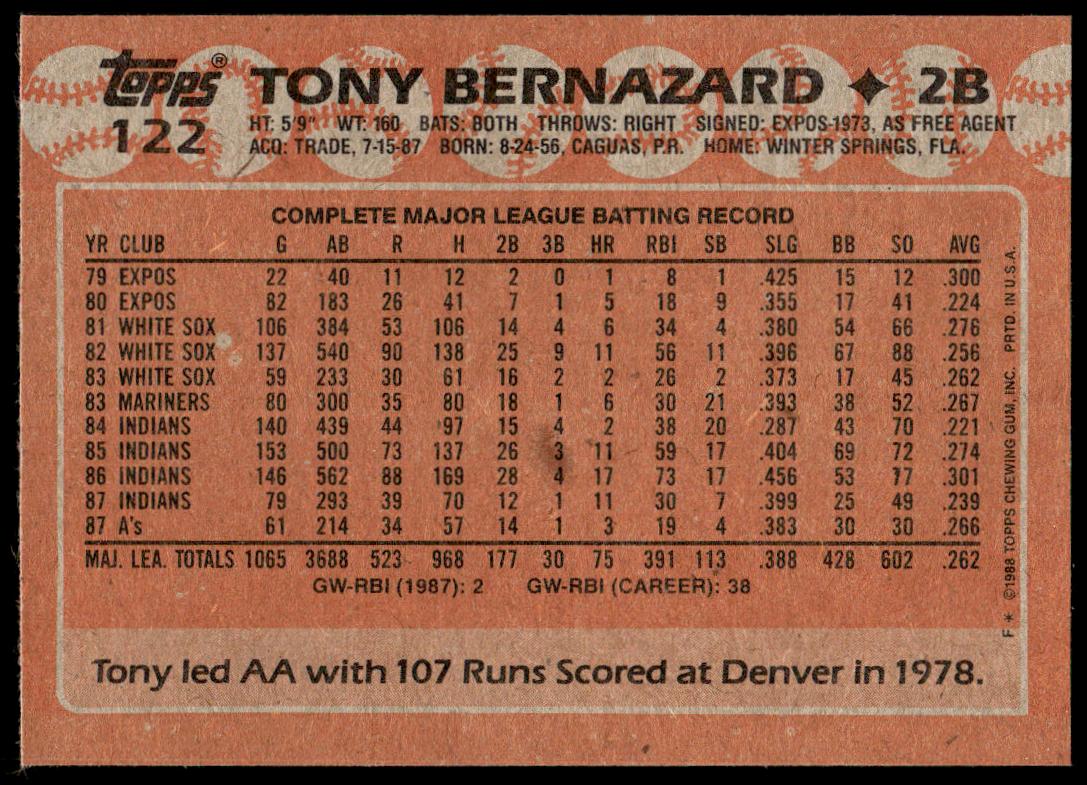 topps® TONY BERNAZARD ✦ 2B
122 HT: 5'9" WT: 160 BATS: BOTH THROWS: RIGHT SIGNED: EXPOS-1973, AS FREE AGENT
ACQ: TRADE, 7-15-87 BORN: 8-24-56, CAGUAS, P.R. HOME: WINTER SPRINGS, FLA.
COMPLETE MAJOR LEAGUE BATTING RECORD
YR CLUB G AB R H 2B 3B HR RBI SB SLG BB SO AVG
79 EXPOS 22 40 11 12 2 0 1 8 1 .425 15 12 .300
80 EXPOS 82 183 26 41 7 1 5 18 9 .355 17 41 .224
81 WHITE SOX 106 384 53 106 14 4 6 34 4 .380 54 66 .276
82 WHITE SOX 137 540 90 138 25 9 11 56 11 .396 67 88 .256
83 WHITE SOX 59 233 30 61 16 2 2 26 2 .373 17 45 .262
83 MARINERS 80 300 35 80 18 1 6 30 21 .393 38 52 .267
84 INDIANS 140 439 44 97 15 4 2 38 20 .287 43 70 .221
85 INDIANS 153 500 73 137 26 3 11 59 17 .404 69 72 .274
86 INDIANS 146 562 88 169 28 4 17 73 17 .456 53 77 .301
87 INDIANS 79 293 39 70 12 1 11 30 7 .399 25 49 .239
87 A's 61 214 34 57 14 1 3 19 4 .383 30 30 .266
MAJ. LEA. TOTALS 1065 3688 523 968 177 30 75 391 113 .388 428 602 .262
GW-RBI (1987): 2 GW-RBI (CAREER): 38
Tony led AA with 107 Runs Scored at Denver in 1978.
F * ©1988 TOPPS CHEWING GUM, INC. PRTD. IN U.S.A.